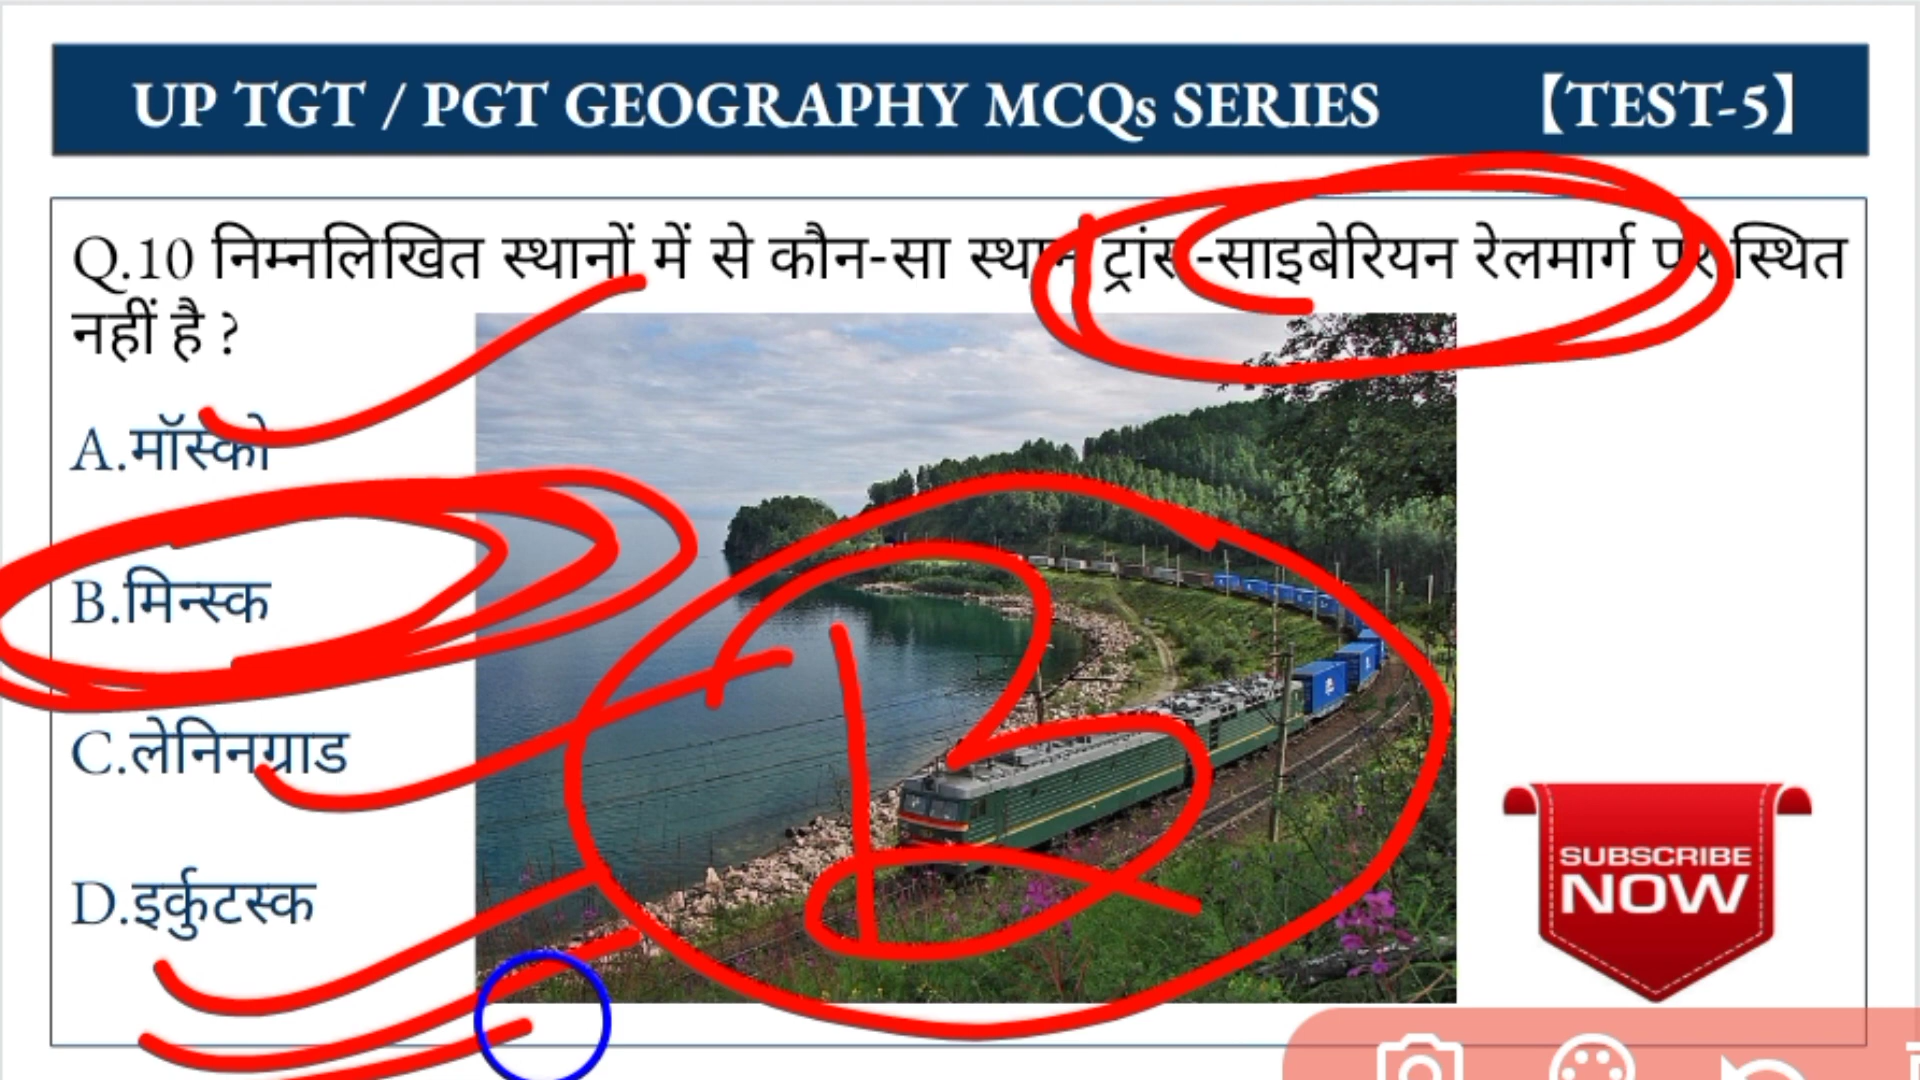 UP TGT / PGT GEOGRAPHY MCQs SERIES 【TEST-5】
Q.10 निम्नलिखित स्थानों में से कौन-सा स्थान ट्रांस-साइबेरियन रेलमार्ग पर स्थित
नहीं है ?
A.मॉस्को
B.मिन्स्क
C.लेनिनग्राड
D.इर्कुटस्क
B
SUBSCRIBE
NOW